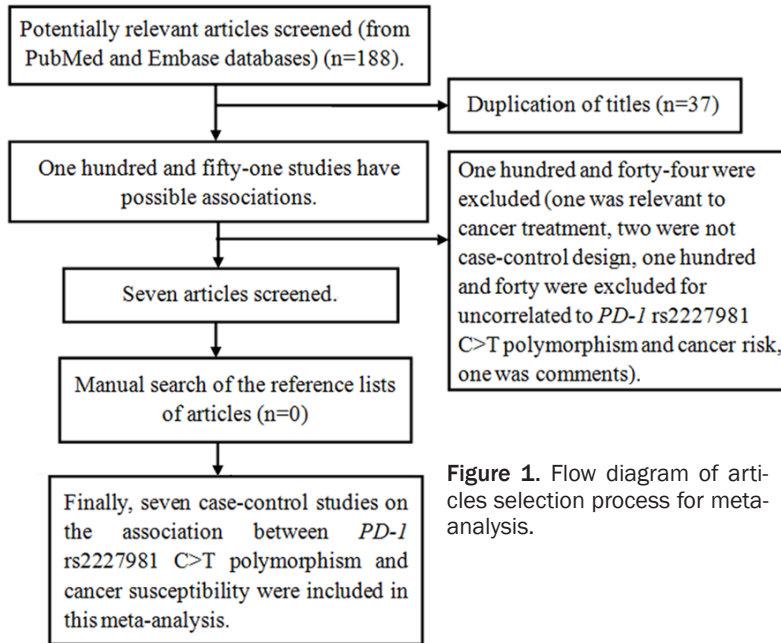 Potentially relevant articles screened (from
PubMed and Embase databases) (n=188).
Duplication of titles (n=37)
One hundred and fifty-one studies have
possible associations.
One hundred and forty-four were
excluded (one was relevant to
cancer treatment, two were not
case-control design, one hundred
and forty were excluded for
uncorrelated to PD-1 rs2227981
C>T polymorphism and cancer risk,
one was comments).
Seven articles screened.
Manual search of the reference lists
of articles (n=0)
Finally, seven case-control studies on
the association between PD-1
rs2227981 C>T polymorphism and
cancer susceptibility were included in
this meta-analysis.
Figure 1. Flow diagram of arti-
cles selection process for meta-
analysis.